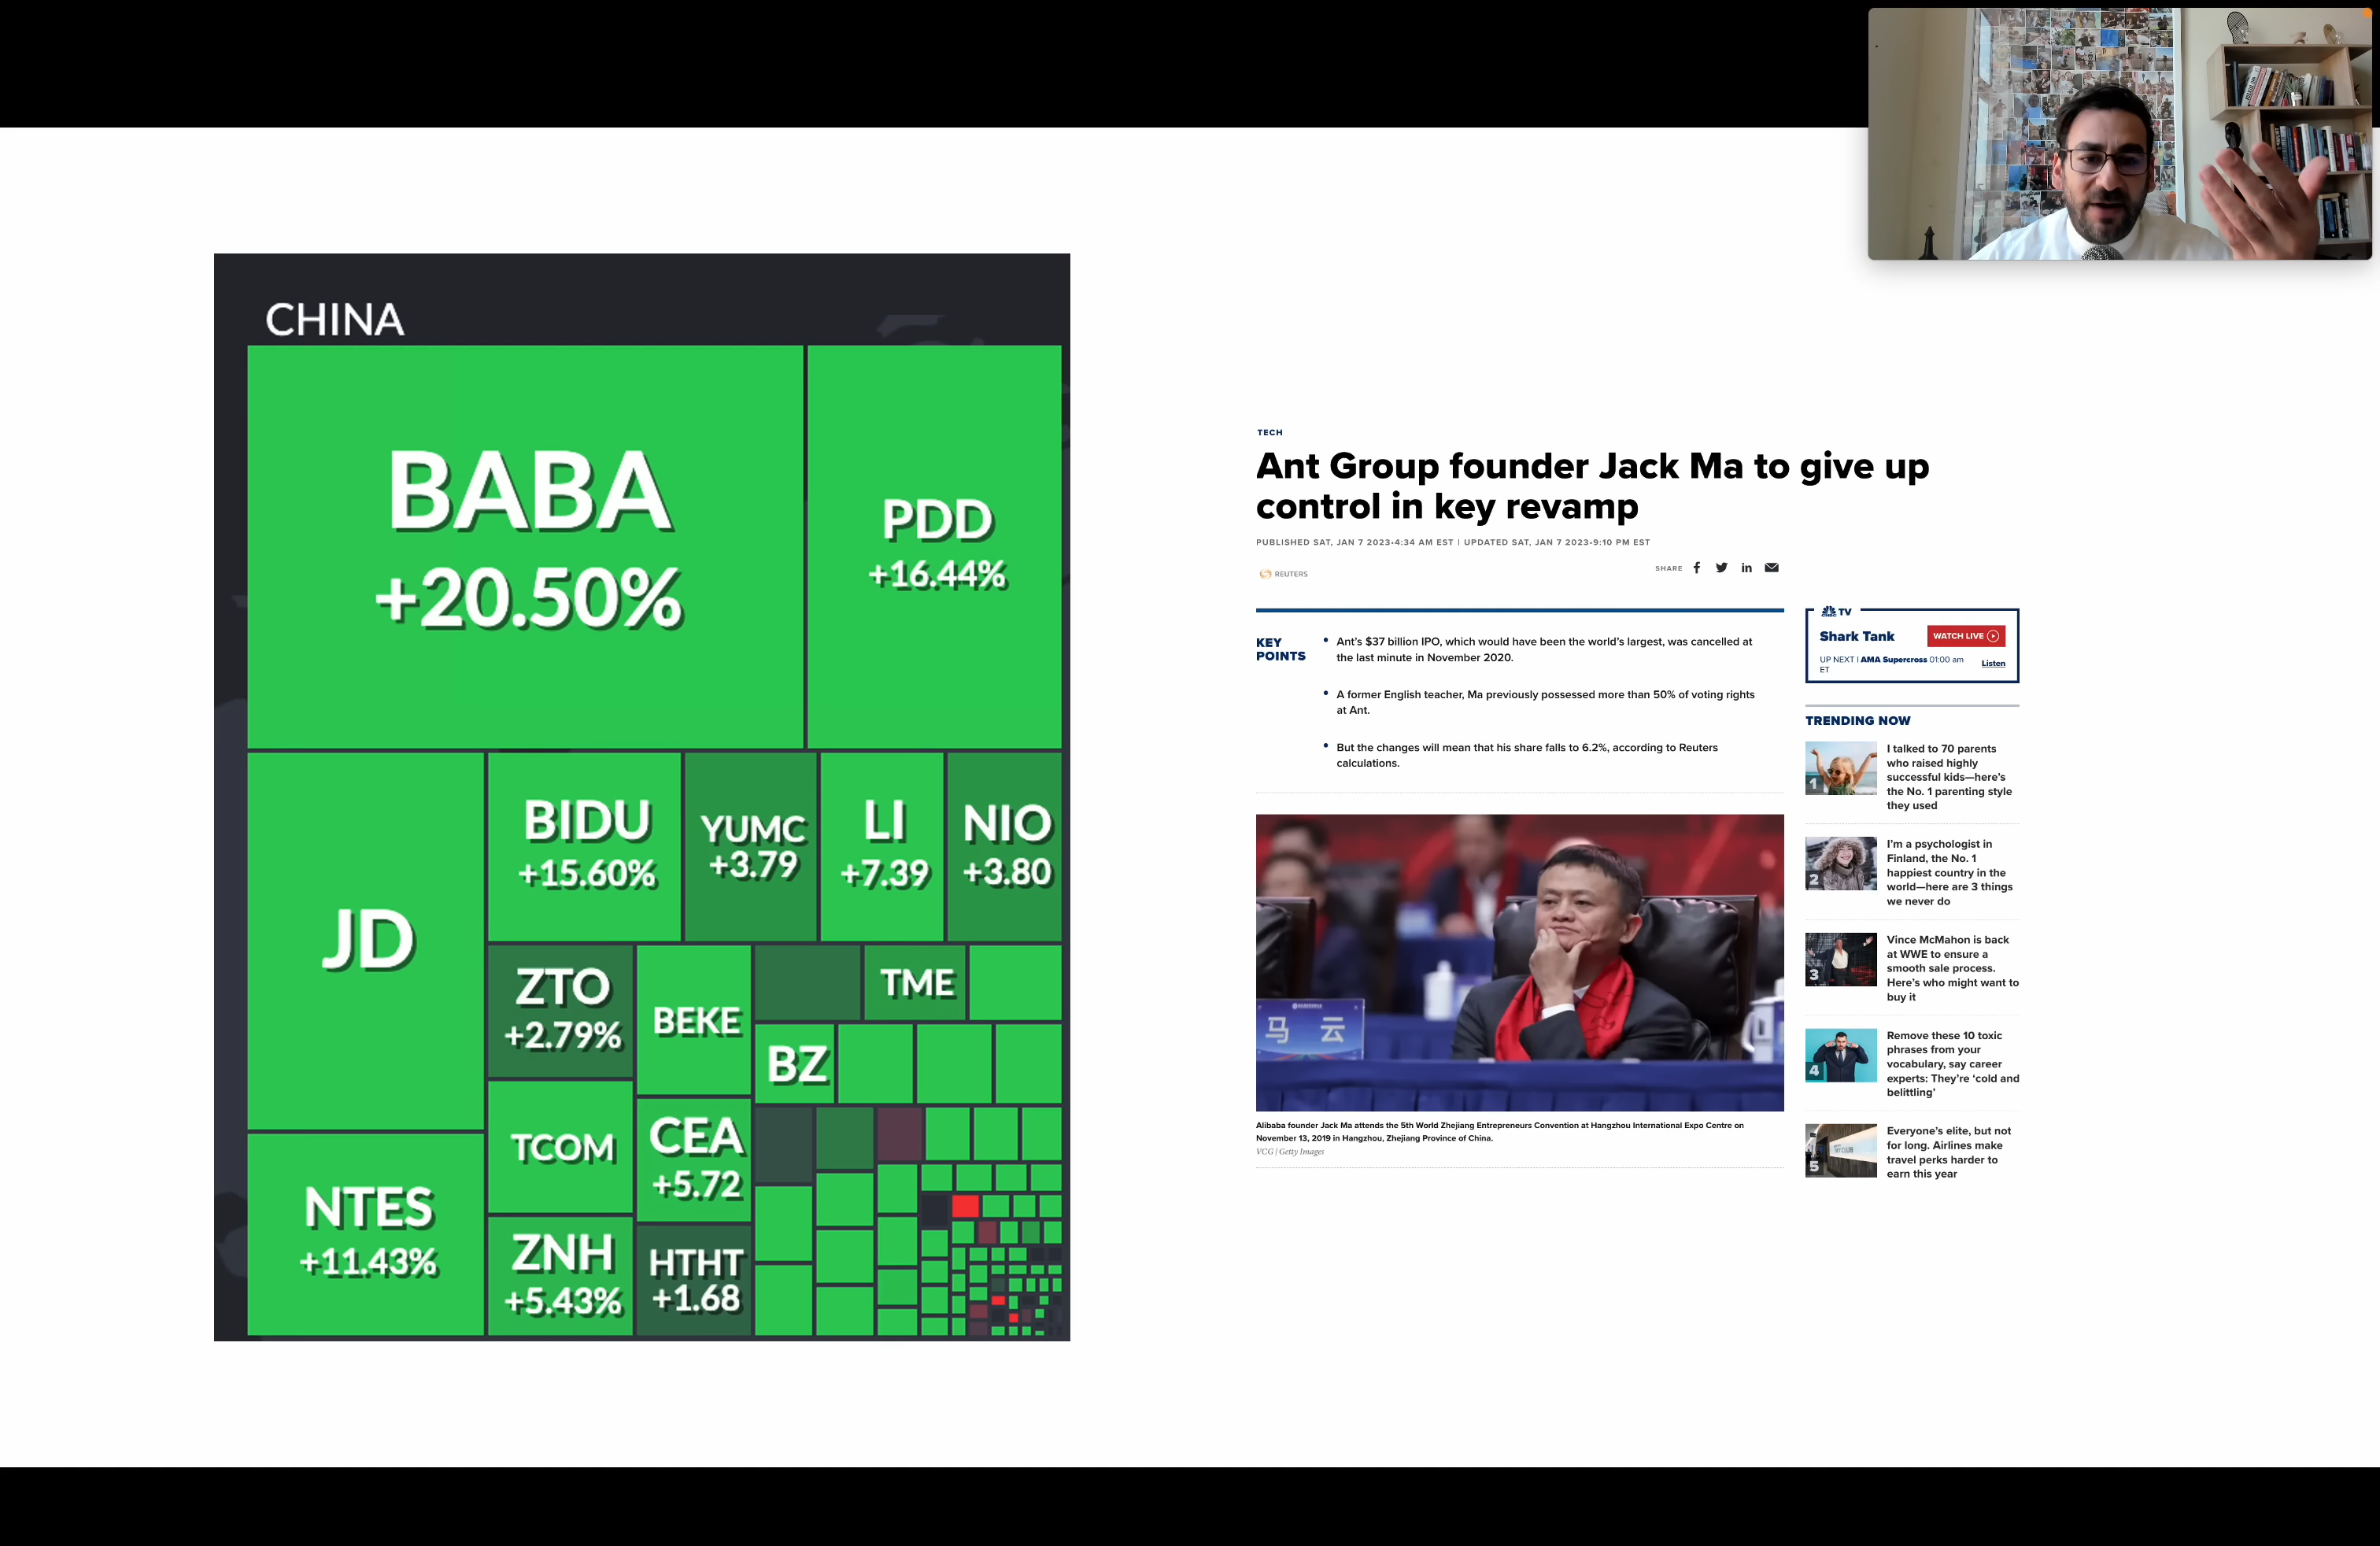 CHINA
BABA
+20.50%
PDD
+16.44%
JD
BIDU
+15.60%
YUMC
+3.79
LI
+7.39
NIO
+3.80
ZTO
+2.79%
BEKE
TME
BZ
TCOM
CEA
+5.72
NTES
+11.43%
ZNH
+5.43%
HTHT
+1.68
TECH
Ant Group founder Jack Ma to give up
control in key revamp
PUBLISHED SAT, JAN 7 2023•4:34 AM EST | UPDATED SAT, JAN 7 2023•9:10 PM EST
REUTERS
SHARE
KEY
POINTS
• Ant's $37 billion IPO, which would have been the world's largest, was cancelled at
the last minute in November 2020.
• A former English teacher, Ma previously possessed more than 50% of voting rights
at Ant.
• But the changes will mean that his share falls to 6.2%, according to Reuters
calculations.
马 云
Alibaba founder Jack Ma attends the 5th World Zhejiang Entrepreneurs Convention at Hangzhou International Expo Centre on
November 13, 2019 in Hangzhou, Zhejiang Province of China.
VCG | Getty Images
TV
Shark Tank
WATCH LIVE
UP NEXT | AMA Supercross 01:00 am
ET
Listen
TRENDING NOW
1
I talked to 70 parents
who raised highly
successful kids—here's
the No. 1 parenting style
they used
2
I'm a psychologist in
Finland, the No. 1
happiest country in the
world—here are 3 things
we never do
3
Vince McMahon is back
at WWE to ensure a
smooth sale process.
Here's who might want to
buy it
4
Remove these 10 toxic
phrases from your
vocabulary, say career
experts: They're 'cold and
belittling'
5
Everyone's elite, but not
for long. Airlines make
travel perks harder to
earn this year